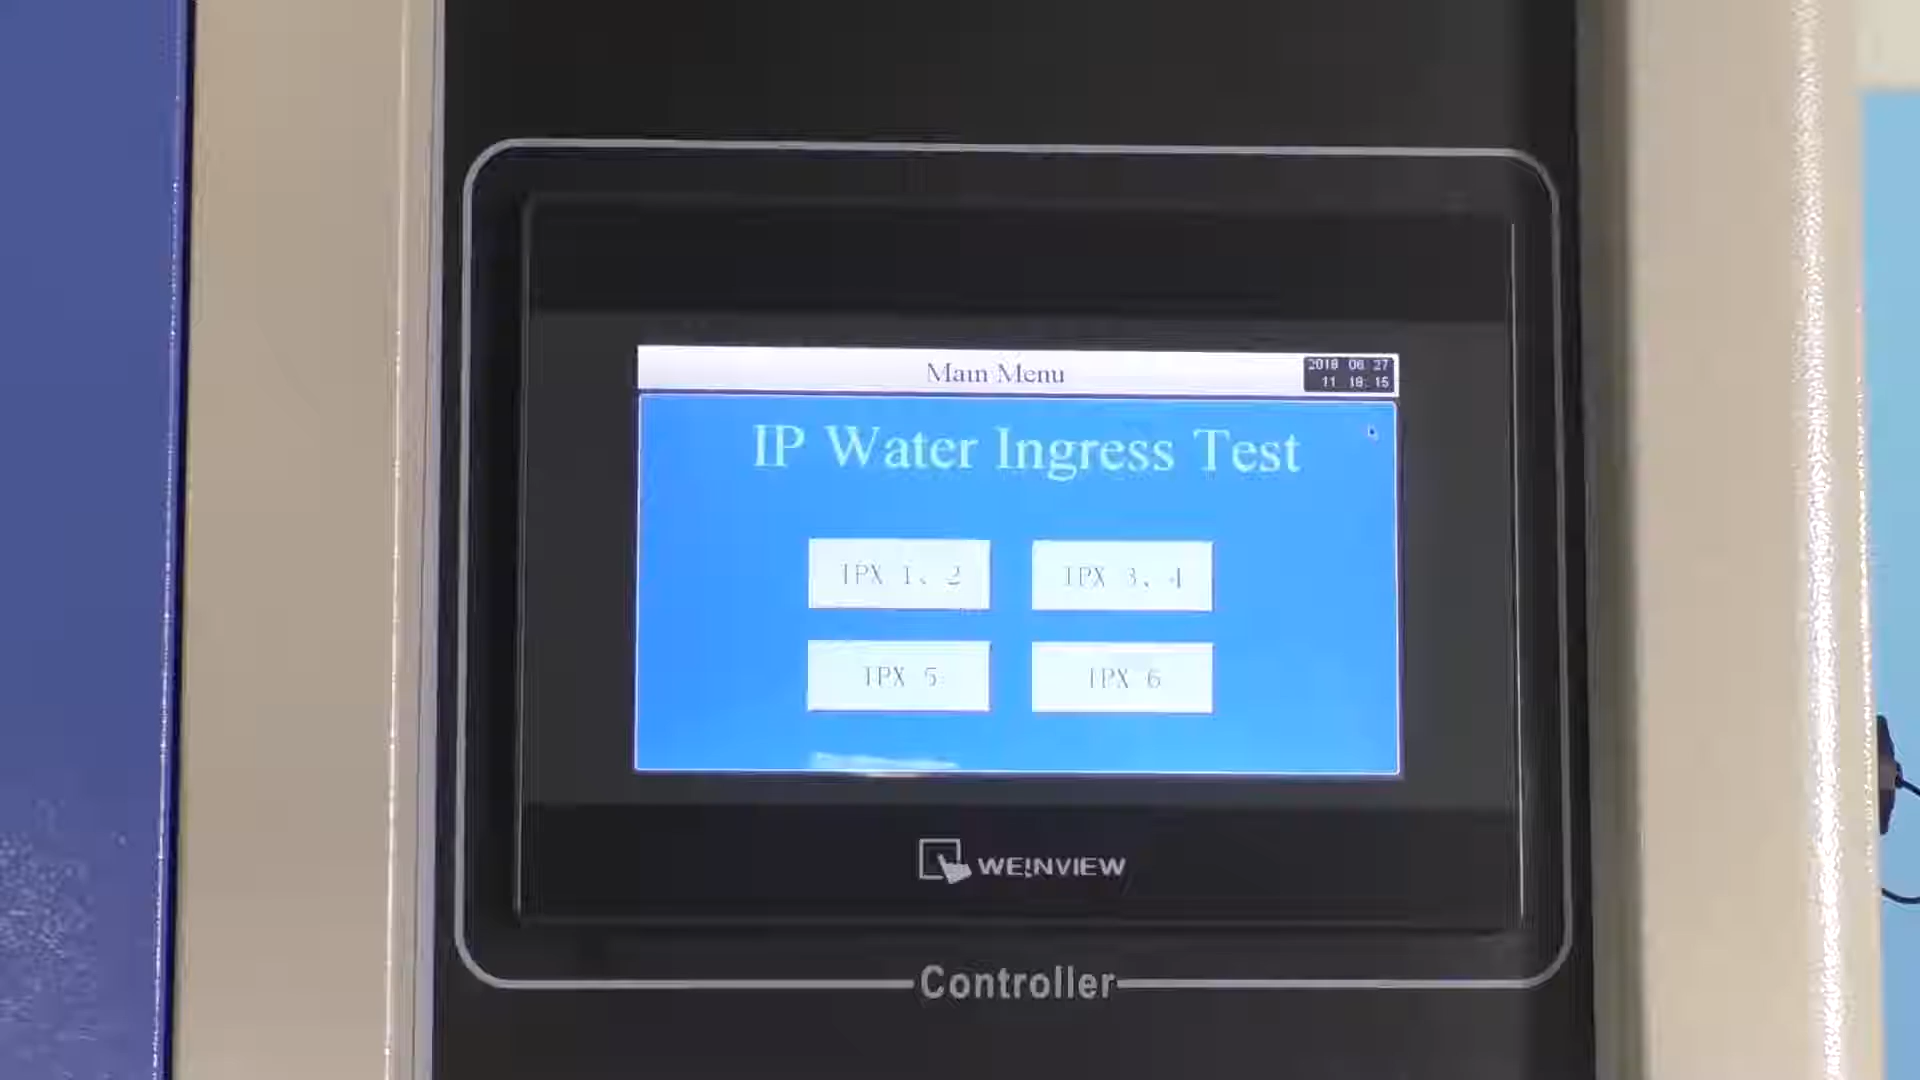 Main Menu
2018 06 27
11 18 15
IP Water Ingress Test
IPX 1、2
IPX 3、4
IPX 5
IPX 6
WEINVIEW
Controller